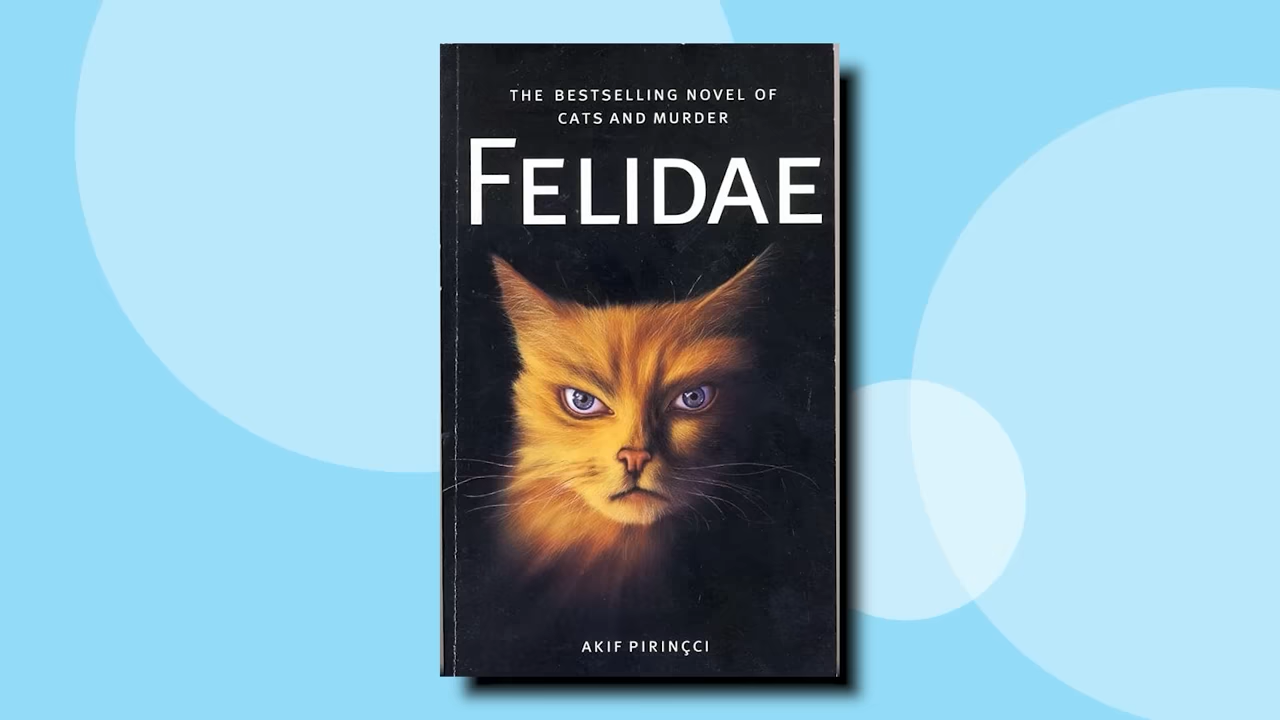 THE BESTSELLING NOVEL OF
CATS AND MURDER
FELIDAE
AKIF PIRINÇCI